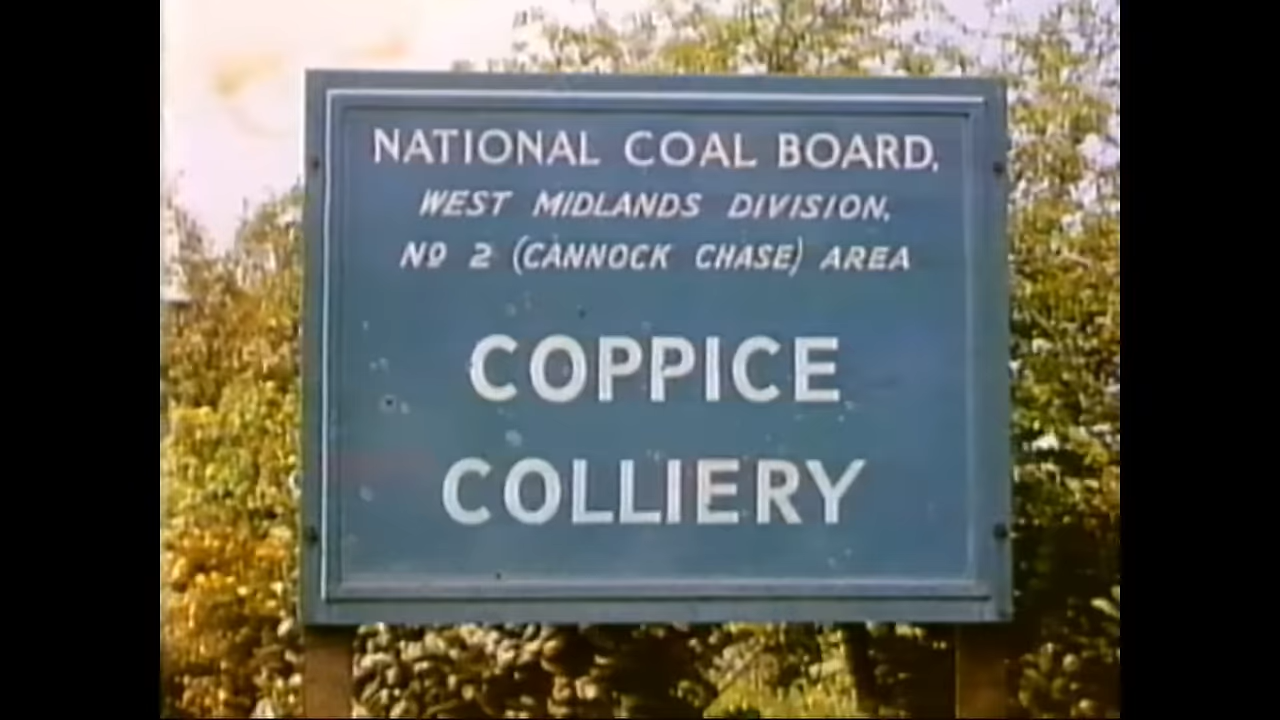 NATIONAL COAL BOARD,
WEST MIDLANDS DIVISION,
Nº 2 (CANNOCK CHASE) AREA
COPPICE
COLLIERY